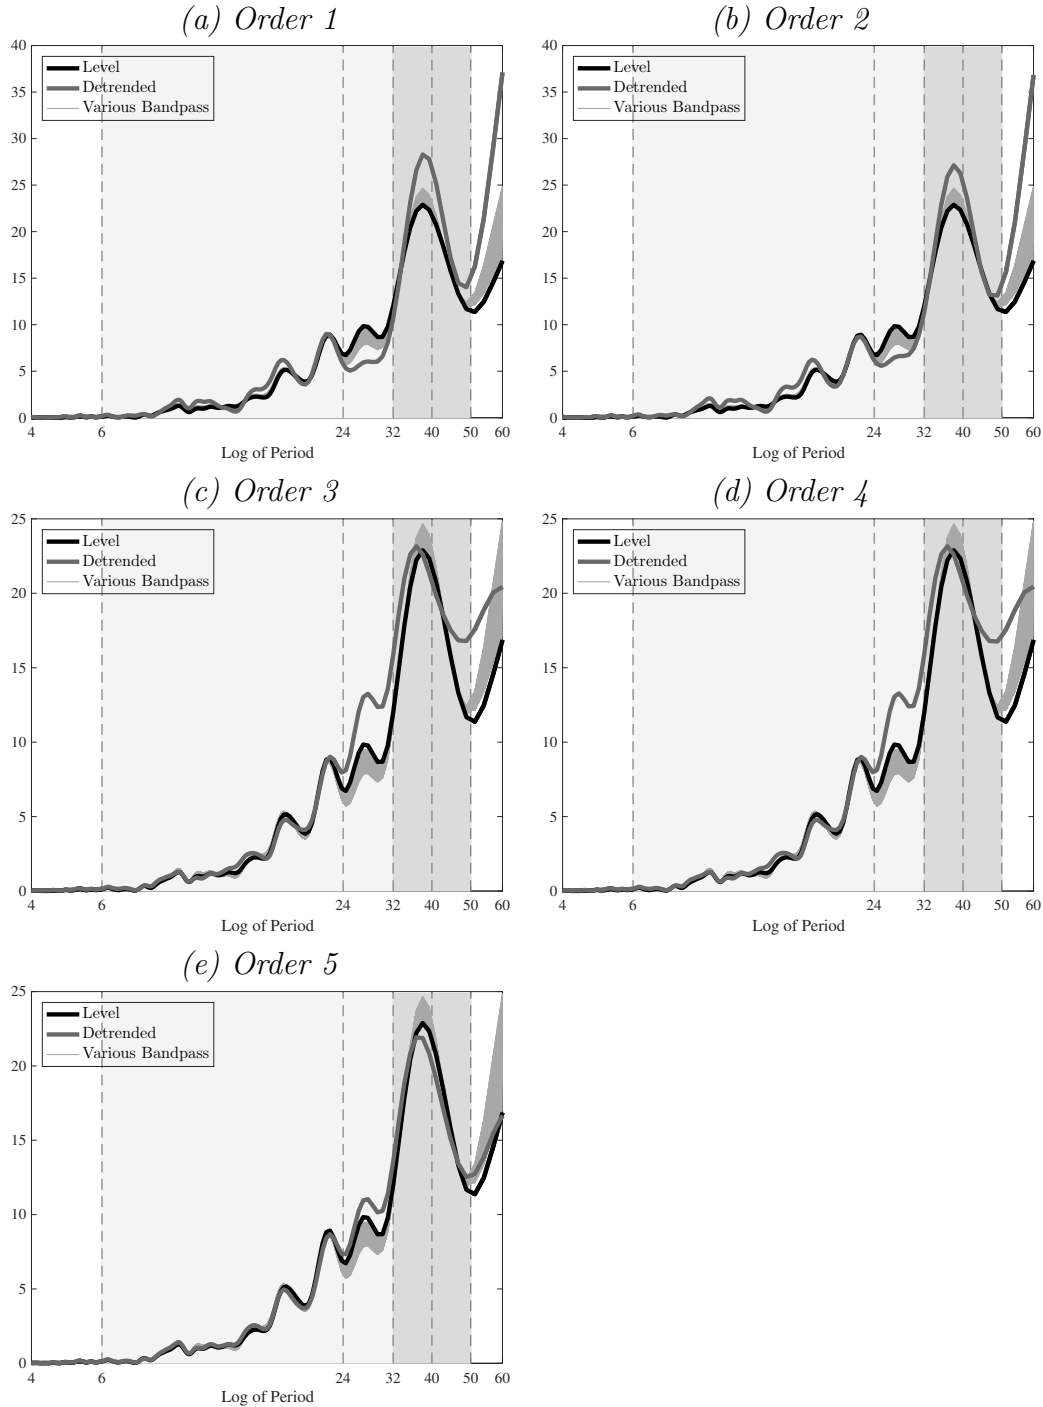 (a) Order 1
40
35
30
25
20
15
10
5
0
Level
Detrended
Various Bandpass
4 6 24 32 40 50 60
Log of Period
(b) Order 2
40
35
30
25
20
15
10
5
0
Level
Detrended
Various Bandpass
4 6 24 32 40 50 60
Log of Period
(c) Order 3
25
20
15
10
5
0
Level
Detrended
Various Bandpass
4 6 24 32 40 50 60
Log of Period
(d) Order 4
25
20
15
10
5
0
Level
Detrended
Various Bandpass
4 6 24 32 40 50 60
Log of Period
(e) Order 5
25
20
15
10
5
0
Level
Detrended
Various Bandpass
4 6 24 32 40 50 60
Log of Period